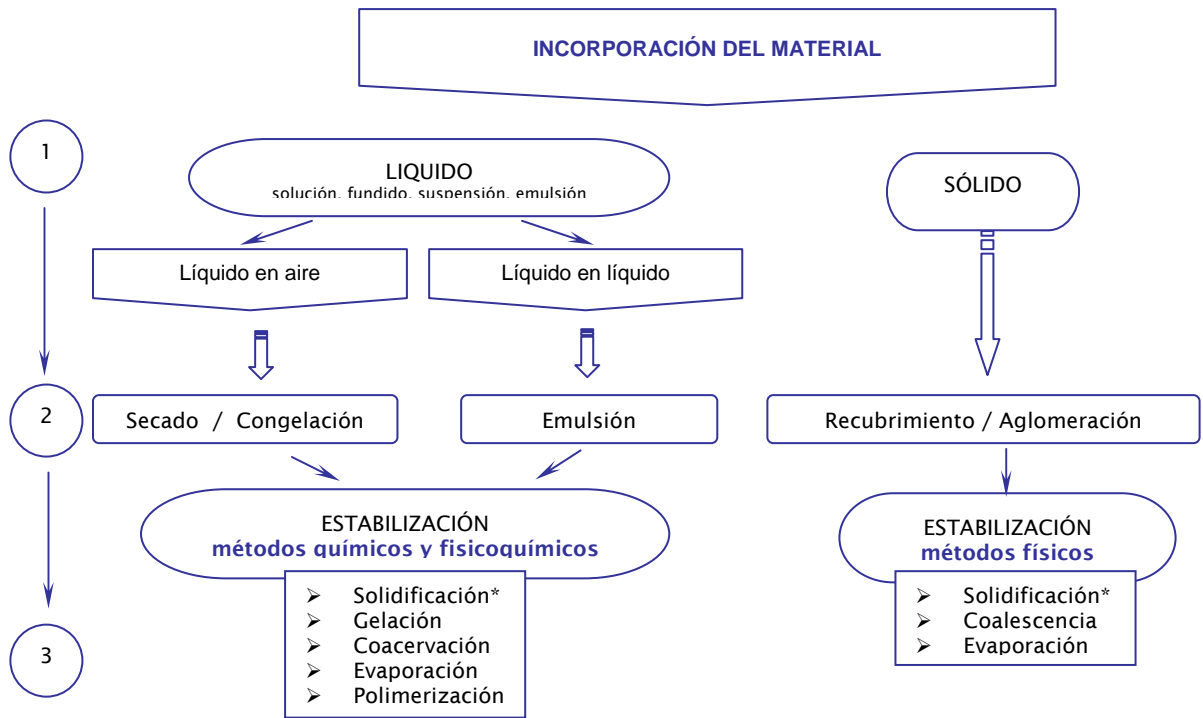 INCORPORACIÓN DEL MATERIAL
1
LIQUIDO
solución, fundido, suspensión, emulsión
SÓLIDO
Líquido en aire
Líquido en líquido
2
Secado / Congelación
Emulsión
Recubrimiento / Aglomeración
ESTABILIZACIÓN
métodos químicos y fisicoquímicos
ESTABILIZACIÓN
métodos físicos
3
➢ Solidificación*
➢ Gelación
➢ Coacervación
➢ Evaporación
➢ Polimerización
➢ Solidificación*
➢ Coalescencia
➢ Evaporación